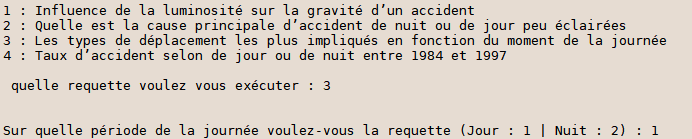 1 : Influence de la luminosité sur la gravité d’un accident
2 : Quelle est la cause principale d’accident de nuit ou de jour peu éclairées
3 : Les types de déplacement les plus impliqués en fonction du moment de la journée
4 : Taux d’accident selon de jour ou de nuit entre 1984 et 1997
quelle requette voulez vous exécuter : 3
Sur quelle période de la journée voulez-vous la requette (Jour : 1 | Nuit : 2) : 1